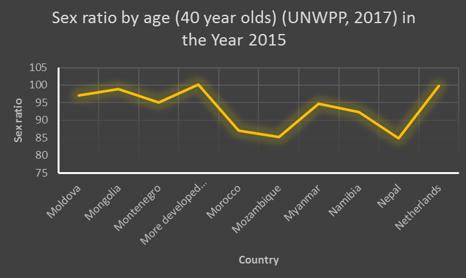 Sex ratio by age (40 year olds) (UNWPP, 2017) in
the Year 2015
105
100
95
90
85
80
75
Sex ratio
Moldova
Mongolia
Montenegro
More developed...
Morocco
Mozambique
Myanmar
Namibia
Nepal
Netherlands
Country